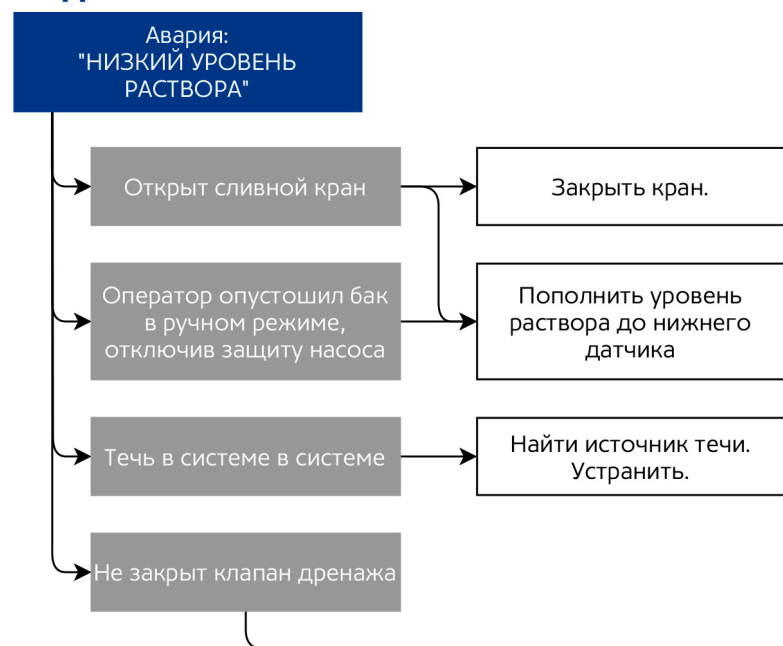 Авария:
"НИЗКИЙ УРОВЕНЬ
РАСТВОРА"
Открыт сливной кран
Закрыть кран.
Оператор опустошил бак
в ручном режиме,
отключив защиту насоса
Пополнить уровень
раствора до нижнего
датчика
Течь в системе в системе
Найти источник течи.
Устранить.
Не закрыт клапан дренажа